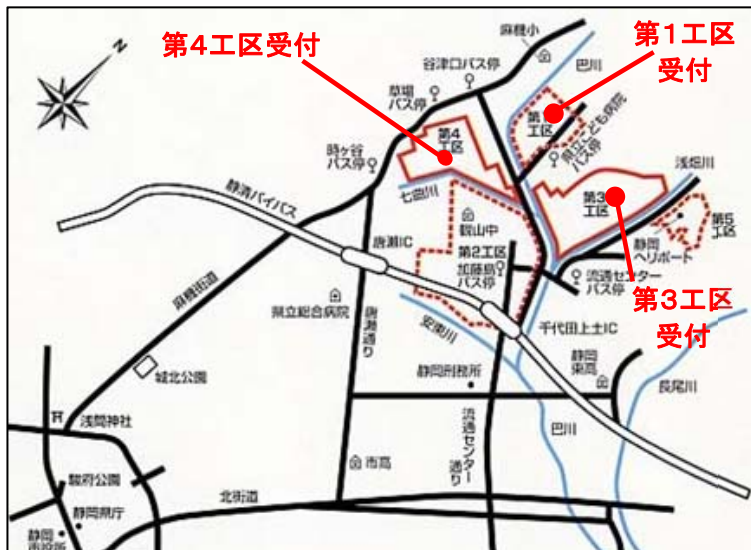 麻機小
第4工区受付
第1工区
受付
谷津口バス停
巴川
草場
バス停
第1
工区
県立こども病院
バス停
第4
工区
時ヶ谷
バス停
浅畑川
静清バイパス
七曲川
第3
工区
第5
工区
観山中
唐瀬IC
第2工区
加藤島
バス停
静岡
ヘリポート
流通センター
バス停
第3工区
受付
麻機街道
県立総合病院
唐瀬通り
安東川
千代田上土IC
静岡
東高
城北公園
静岡刑務所
長尾川
浅間神社
流通センター
通り
巴川
市高
駿府公園
北街道
静岡県庁
静岡
市役所
N